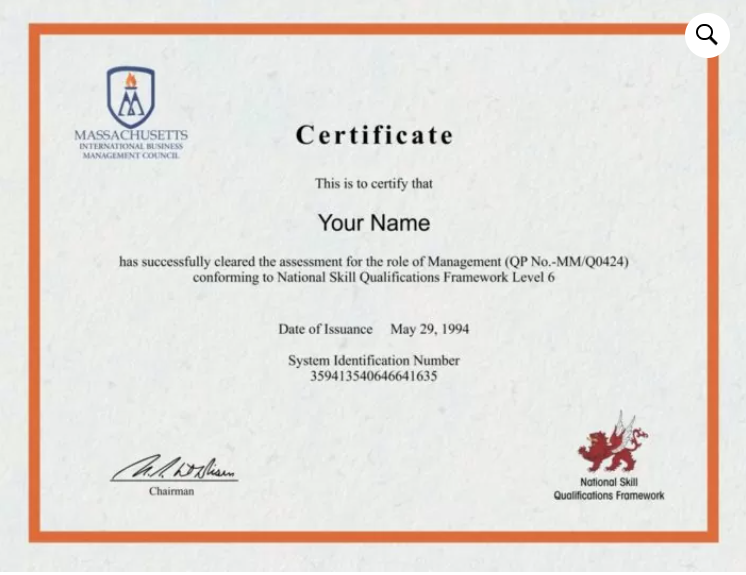 MASSACHUSETTS
INTERNATIONAL BUSINESS
MANAGEMENT COUNCIL
Certificate
This is to certify that
Your Name
has successfully cleared the assessment for the role of Management (QP No.-MM/Q0424)
conforming to National Skill Qualifications Framework Level 6
Date of Issuance May 29, 1994
System Identification Number
359413540646641635
Chairman
National Skill
Qualifications Framework